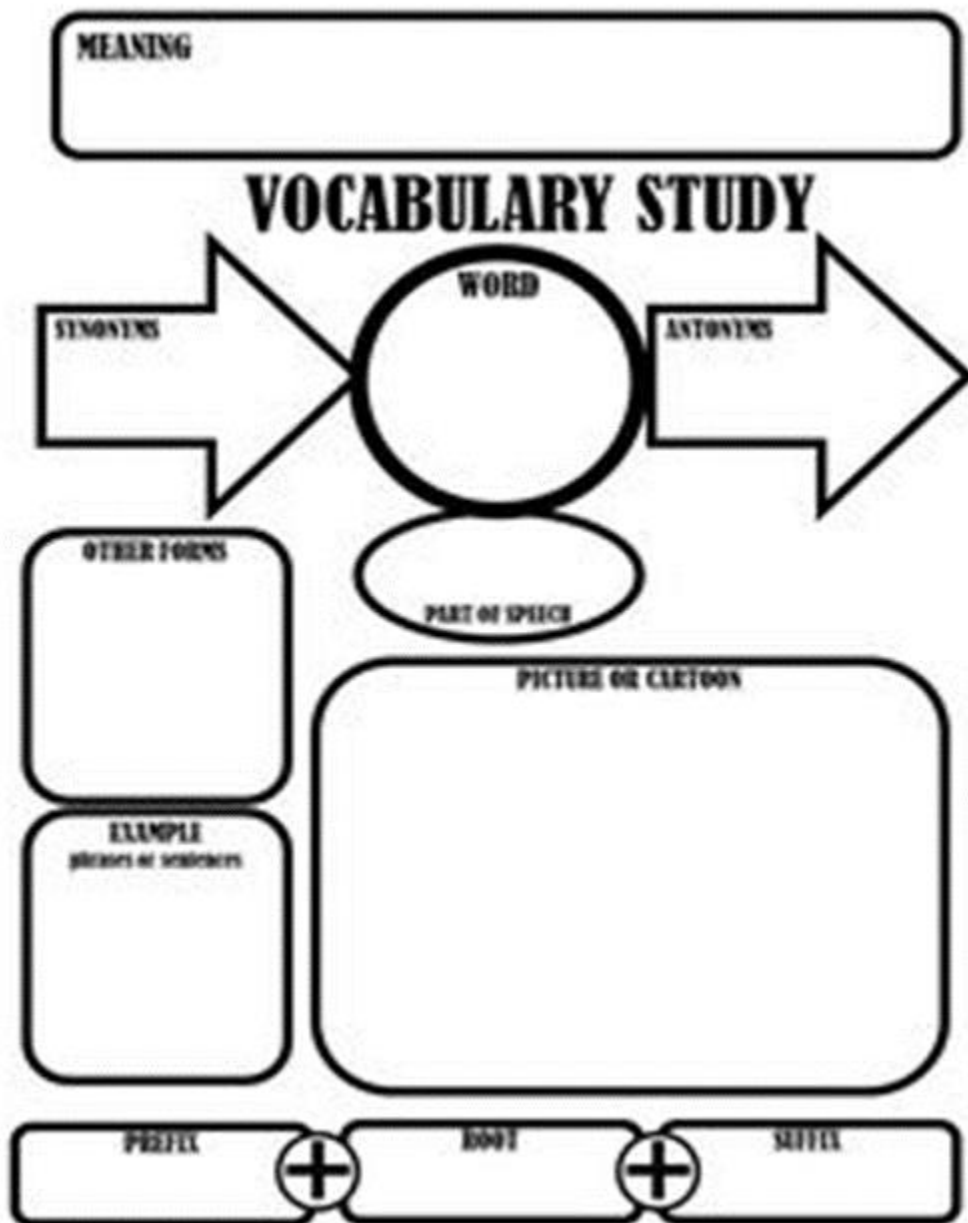 MEANING
VOCABULARY STUDY
WORD
SYNONYMS
ANTONYMS
OTHER FORMS
PART OF SPEECH
PICTURE OR CARTOON
EXAMPLE
phrases or sentences
PREFIX
ROOT
SUFFIX